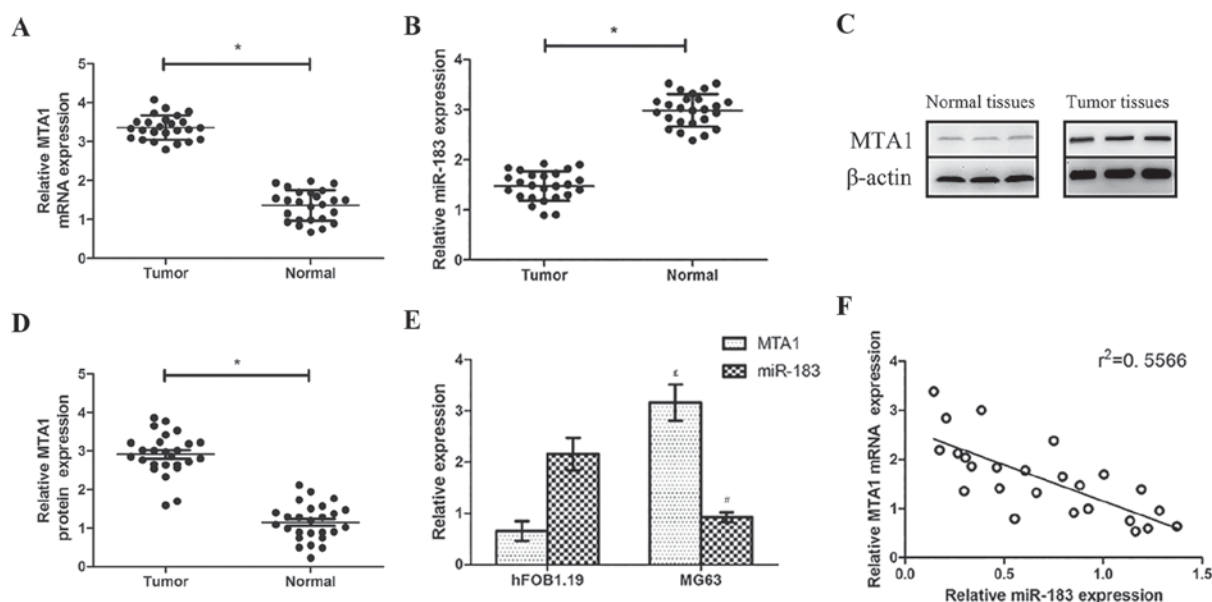 A
Relative MTA1
mRNA expression
5
4
3
2
1
0
*
Tumor
Normal
B
Relative miR-183 expression
4
3
2
1
0
*
Tumor
Normal
C
Normal tissues
Tumor tissues
MTA1
β-actin
D
Relative MTA1
protein expression
5
4
3
2
1
0
*
Tumor
Normal
E
Relative expression
4
3
2
1
0
MTA1
miR-183
#
hFOB1.19
MG63
F
Relative MTA1 mRNA expression
4
3
2
1
0
r²=0.5566
0.0
0.5
1.0
1.5
Relative miR-183 expression